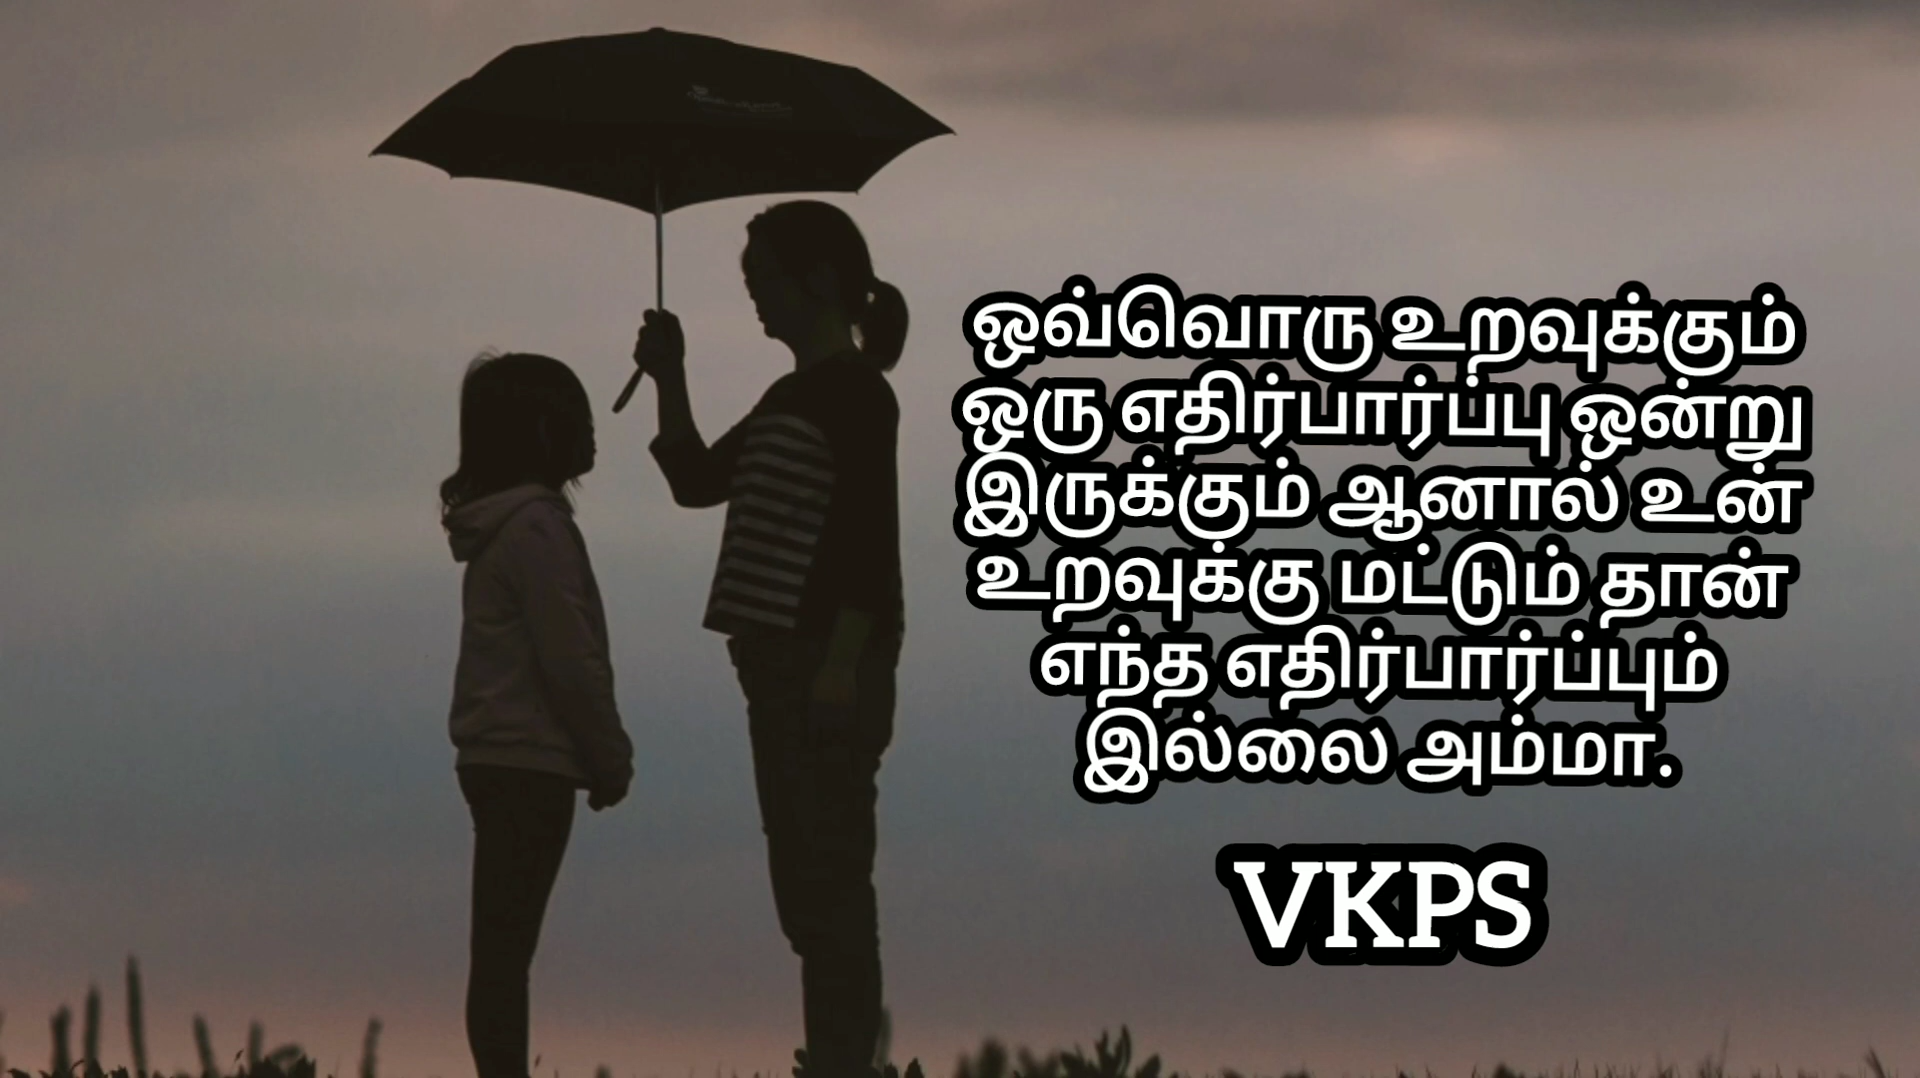 ஒவ்வொரு உறவுக்கும்
ஒரு எதிர்பார்ப்பு ஒன்று
இருக்கும் ஆனால் உன்
உறவுக்கு மட்டும் தான்
எந்த எதிர்பார்ப்பும்
இல்லை அம்மா.
VKPS